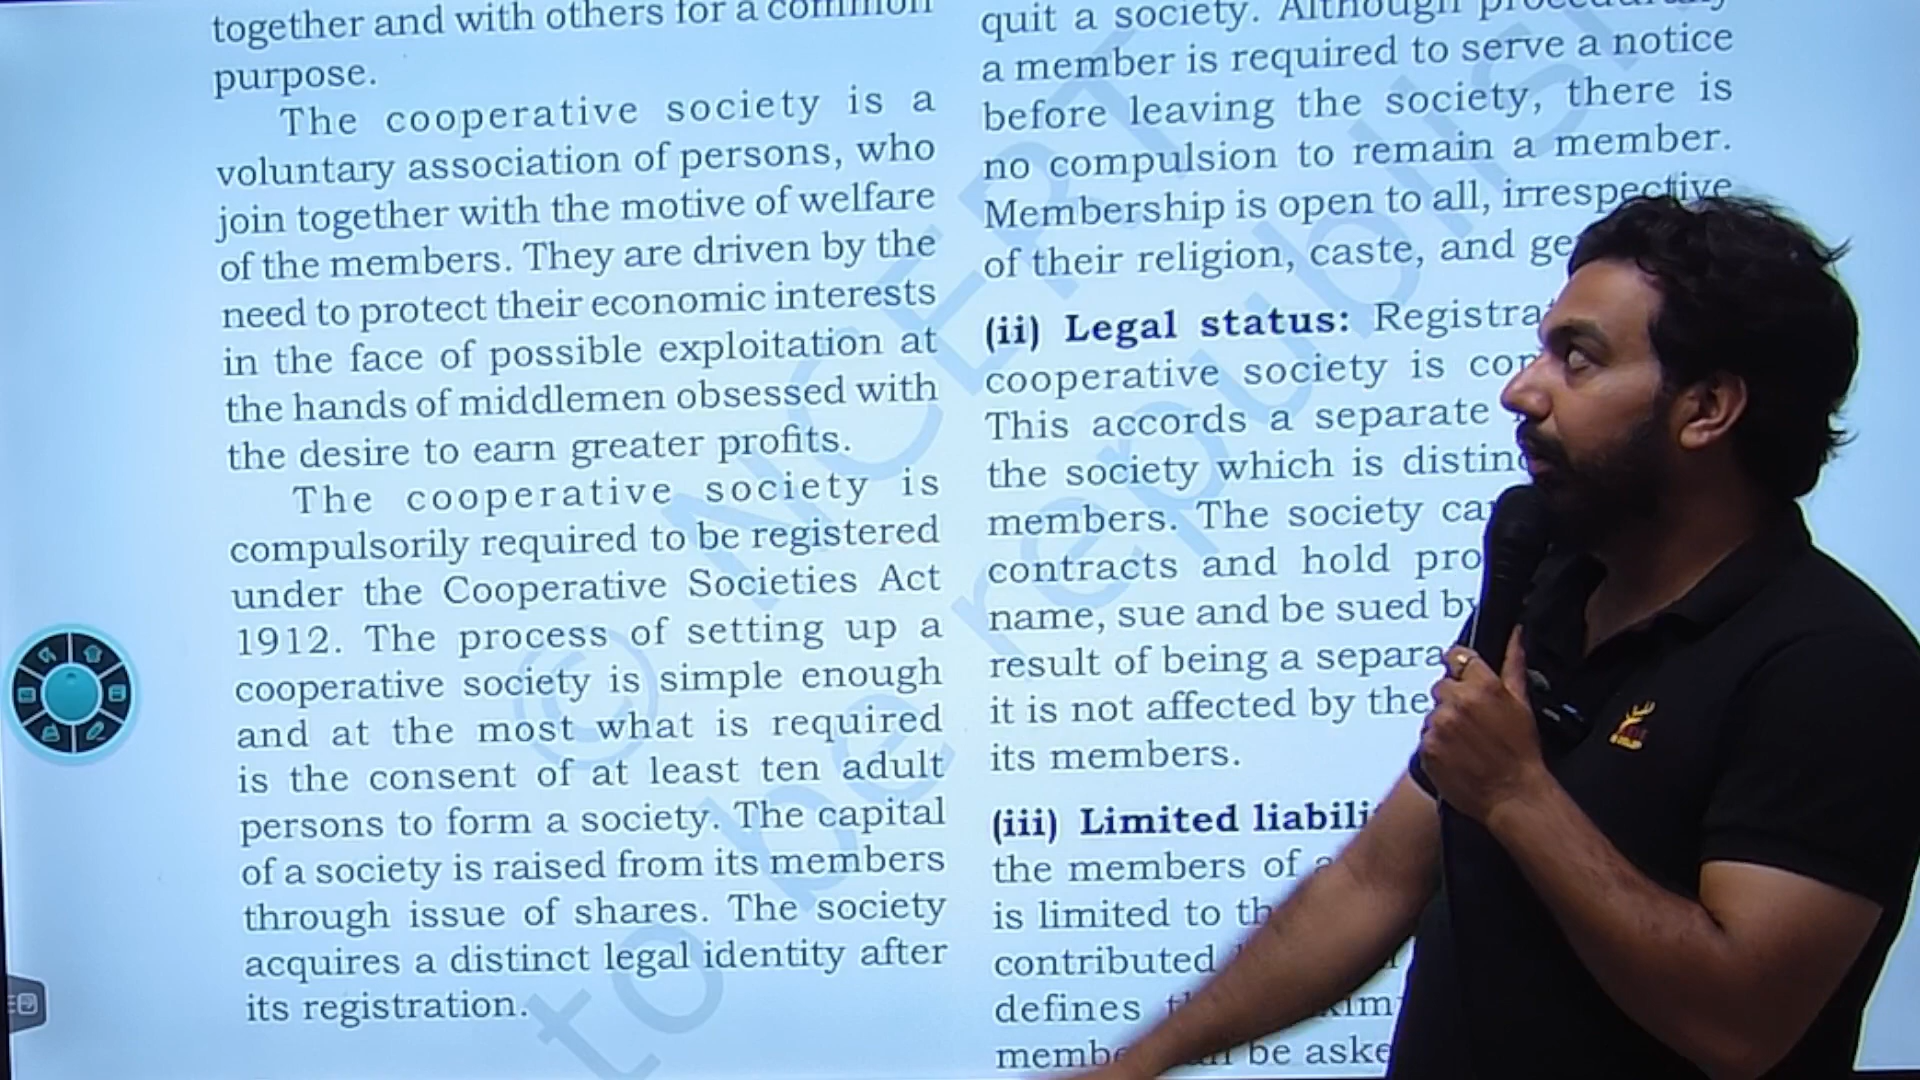 together and with others for a common
purpose.
The cooperative society is a
voluntary association of persons, who
join together with the motive of welfare
of the members. They are driven by the
need to protect their economic interests
in the face of possible exploitation at
the hands of middlemen obsessed with
the desire to earn greater profits.
The cooperative society is
compulsorily required to be registered
under the Cooperative Societies Act
1912. The process of setting up a
cooperative society is simple enough
and at the most what is required
is the consent of at least ten adult
persons to form a society. The capital
of a society is raised from its members
through issue of shares. The society
acquires a distinct legal identity after
its registration.
quit a society. Although
a member is required to serve a notice
before leaving the society, there is
no compulsion to remain a member.
Membership is open to all, irrespective
of their religion, caste, and
(ii) Legal status:
cooperative society is
This accords a separate
the society which is
members. The society
contracts and hold
name, sue and be sued
result of being a
it is not affected by
its members.
(iii) Limited
the members of
is limited to
contributed
defines
be
© NCERT
to be republish